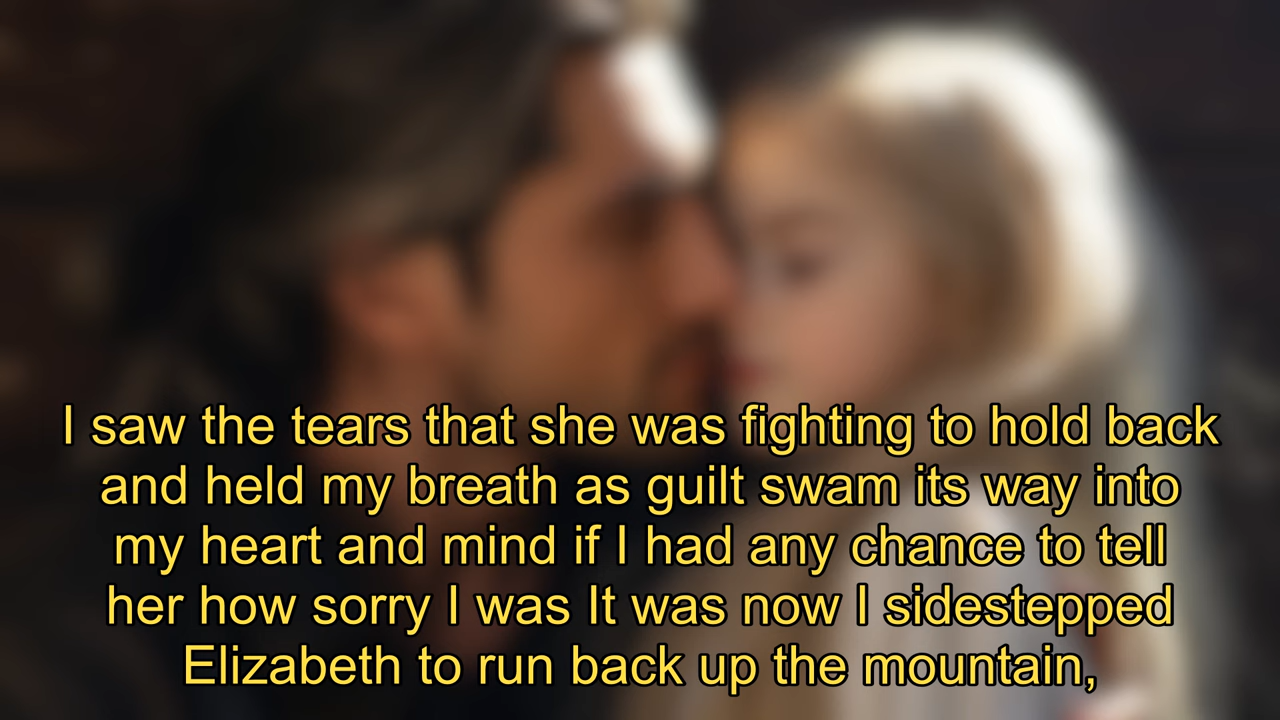 I saw the tears that she was fighting to hold back
and held my breath as guilt swam its way into
my heart and mind if I had any chance to tell
her how sorry I was It was now I sidestepped
Elizabeth to run back up the mountain,